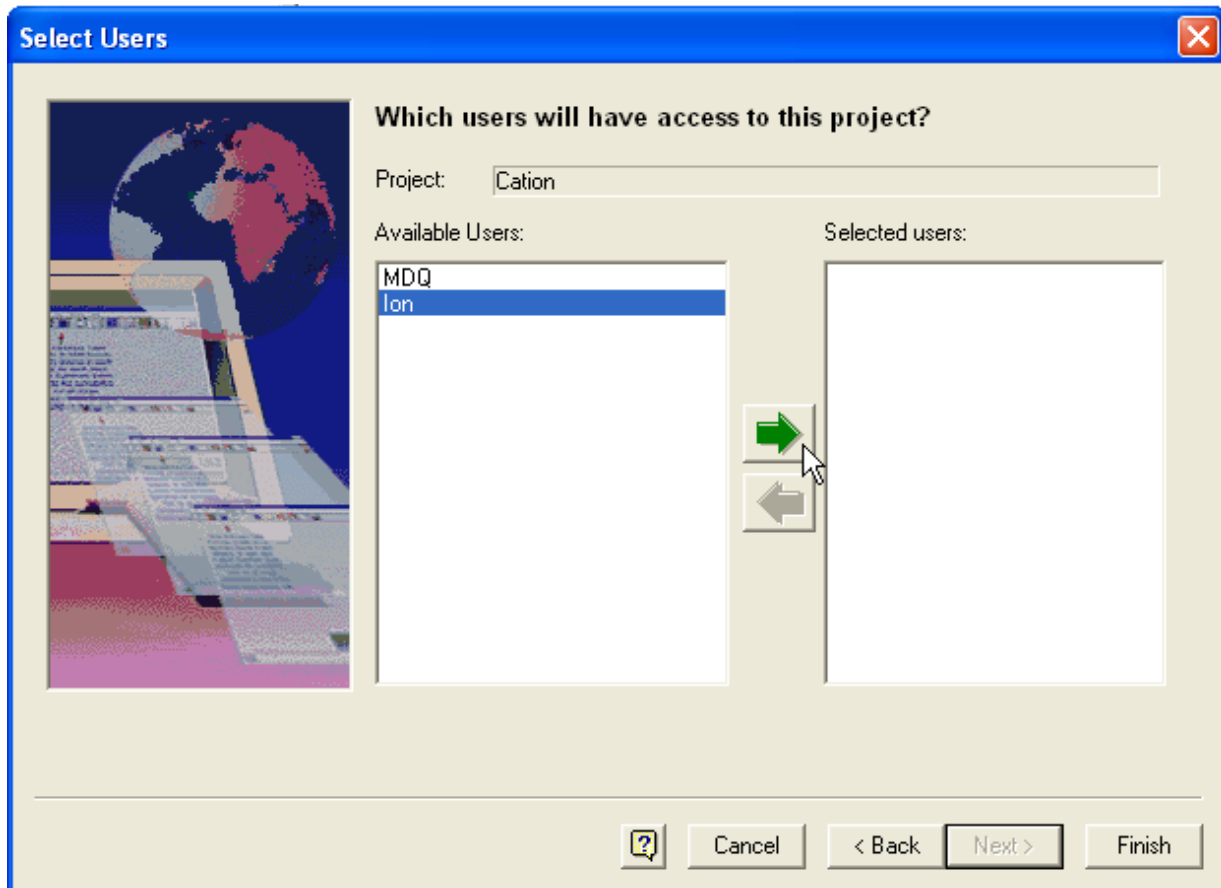 Select Users
Which users will have access to this project?
Project: Cation
Available Users:
MDQ
Ion
Selected users:
Cancel
< Back
Next >
Finish